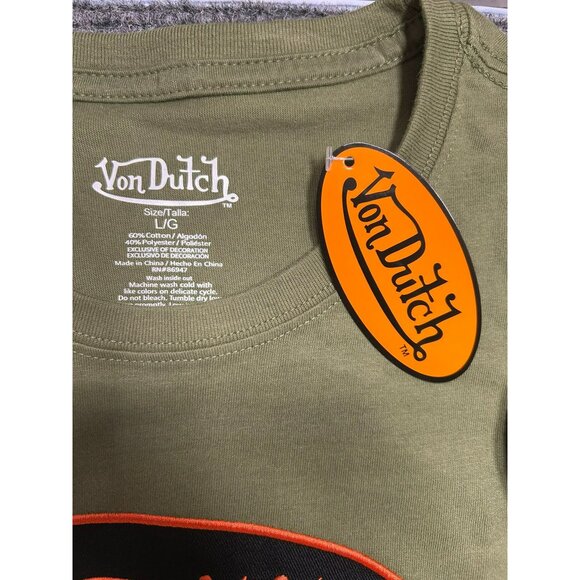 Von Dutch
TM
Size/Talla:
L/G
60% Cotton / Algodón
40% Polyester / Poliéster
EXCLUSIVE OF DECORATION
EXCLUSIVO DE DECORACIÓN
Made in China / Hecho En China
RN#86947
Wash inside out
Machine wash cold with
like colors on delicate cycle.
Do not bleach. Tumble dry
Von Dutch
TM